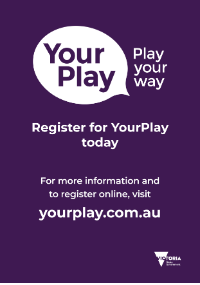 Your
Play
Play
your
way
Register for YourPlay
today
For more information and
to register online, visit
yourplay.com.au
VICTORIA